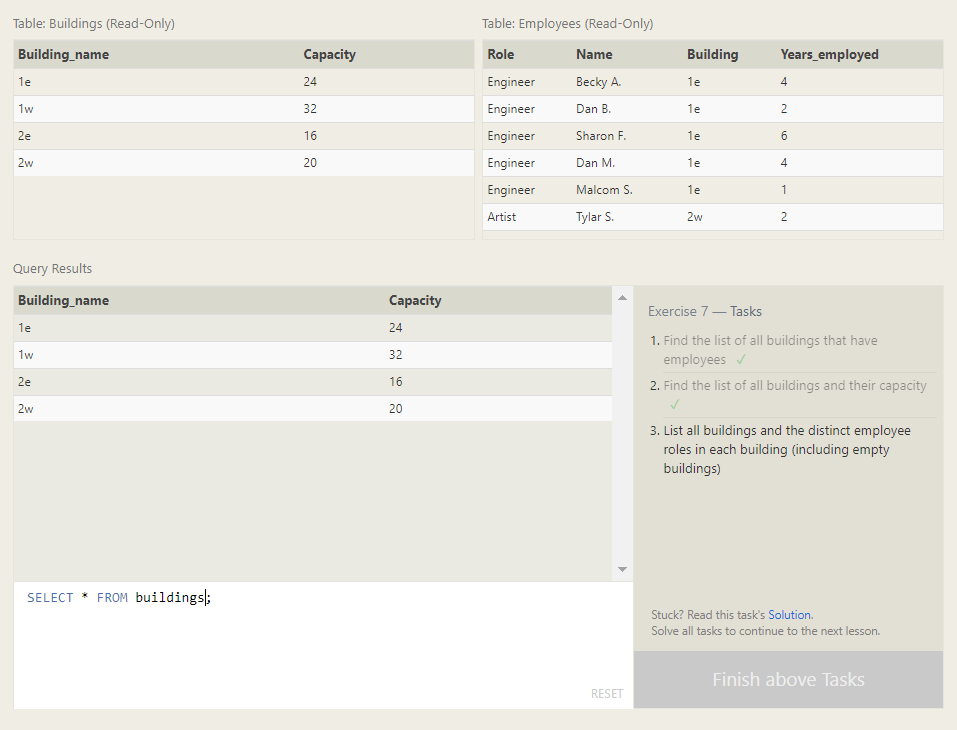 Table: Buildings (Read-Only)
Building_name Capacity
1e 24
1w 32
2e 16
2w 20
Table: Employees (Read-Only)
Role Name Building Years_employed
Engineer Becky A. 1e 4
Engineer Dan B. 1e 2
Engineer Sharon F. 1e 6
Engineer Dan M. 1e 4
Engineer Malcom S. 1e 1
Artist Tylar S. 2w 2
Query Results
Building_name Capacity
1e 24
1w 32
2e 16
2w 20
SELECT * FROM buildings;
RESET
Exercise 7 — Tasks
1. Find the list of all buildings that have
employees ✓
2. Find the list of all buildings and their capacity
✓
3. List all buildings and the distinct employee
roles in each building (including empty
buildings)
Stuck? Read this task's Solution.
Solve all tasks to continue to the next lesson.
Finish above Tasks